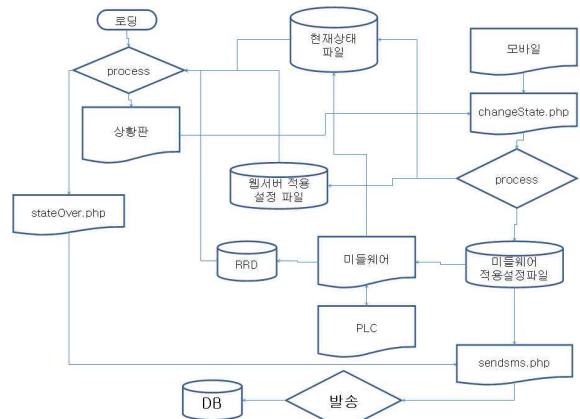 로딩
현재상태
파일
모바일
process
changeState.php
상황판
웹서버 적용
설정 파일
process
stateOver.php
RRD
미들웨어
미들웨어
적용설정파일
PLC
sendsms.php
DB
발송